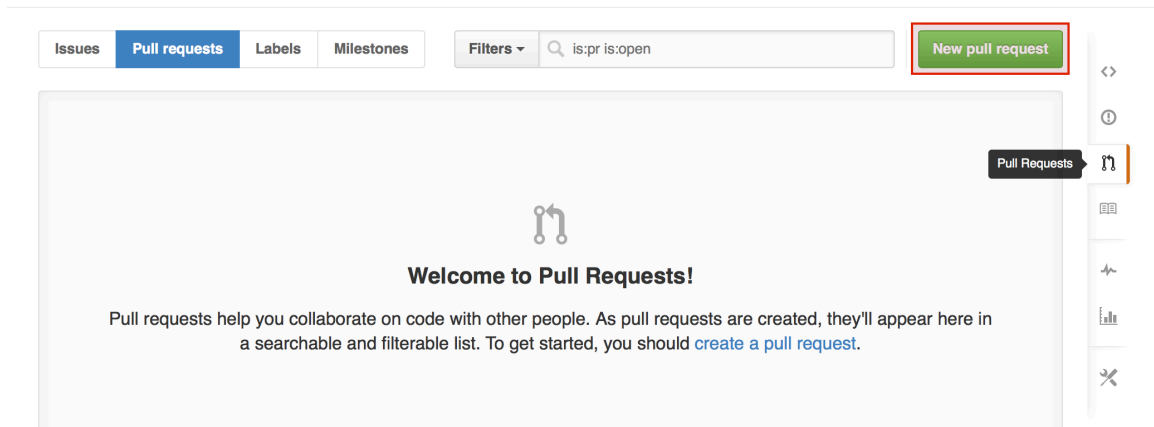 Issues Pull requests Labels Milestones Filters is:pr is:open New pull request
Pull Requests
Welcome to Pull Requests!
Pull requests help you collaborate on code with other people. As pull requests are created, they'll appear here in
a searchable and filterable list. To get started, you should create a pull request.